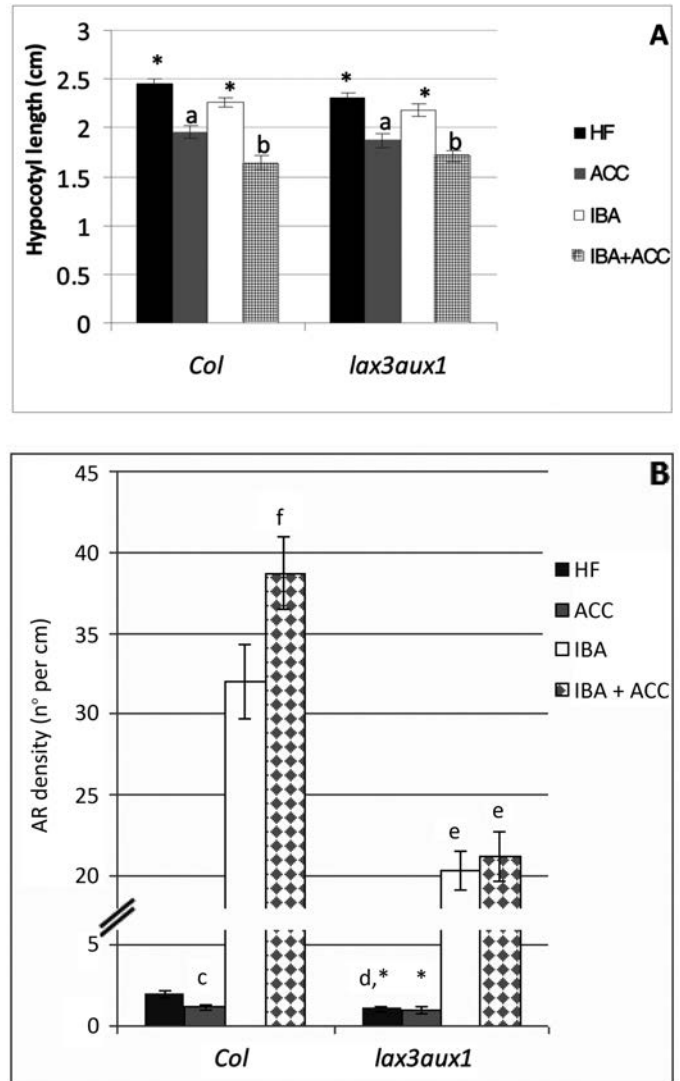 A
Hypocotyl length (cm)
3
2.5
2
1.5
1
0.5
0
*
a
*
b
*
a
*
b
Col
lax3aux1
HF
ACC
IBA
IBA+ACC
B
AR density (n° per cm)
45
40
35
30
25
20
5
0
c
f
d,*
*
e
e
Col
lax3aux1
HF
ACC
IBA
IBA + ACC